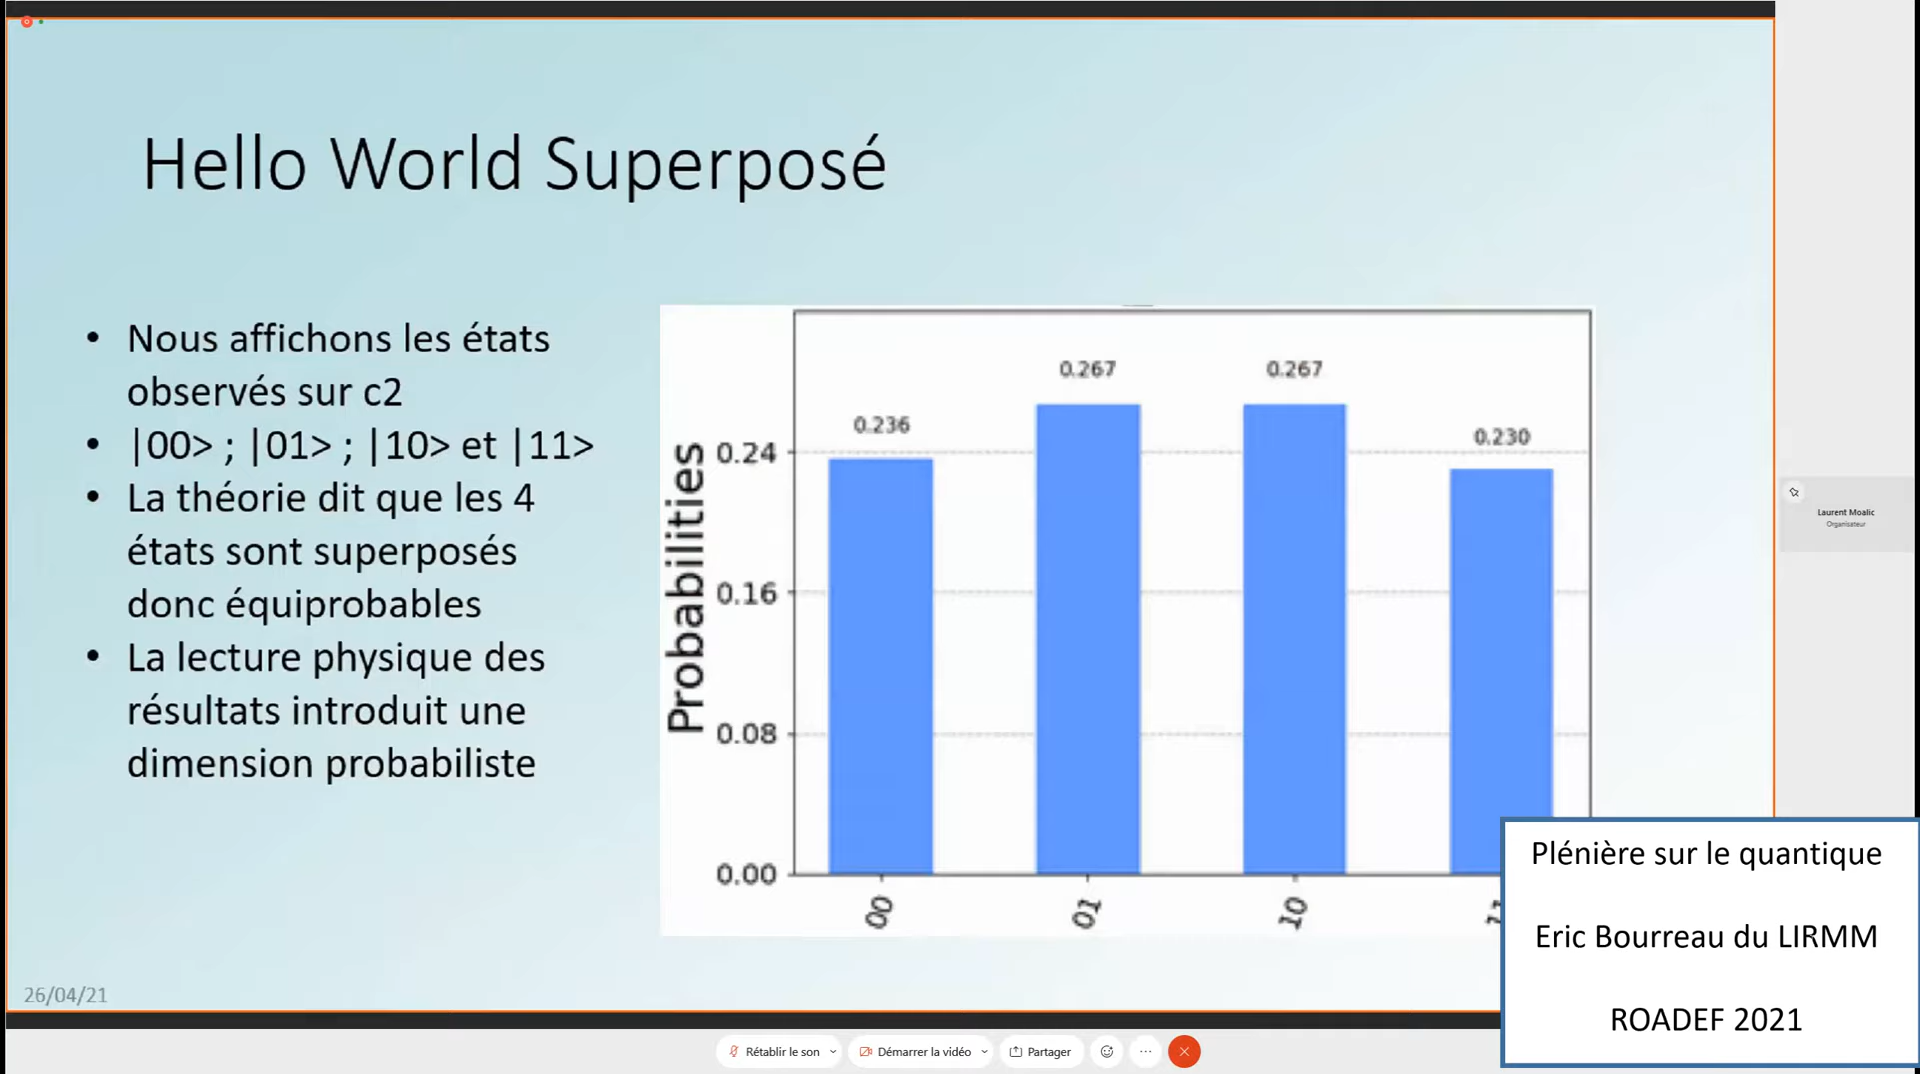 Hello World Superposé
• Nous affichons les états
observés sur c2
• |00> ; |01> ; |10> et |11>
• La théorie dit que les 4
états sont superposés
donc équiprobables
• La lecture physique des
résultats introduit une
dimension probabiliste
Probabilities
0.24
0.16
0.08
0.00
0.236
0.267
0.267
0.230
00
01
10
26/04/21
Laurent Moalic
Organisateur
Plénière sur le quantique
Eric Bourreau du LIRMM
ROADEF 2021
Rétablir le son
Démarrer la vidéo
Partager